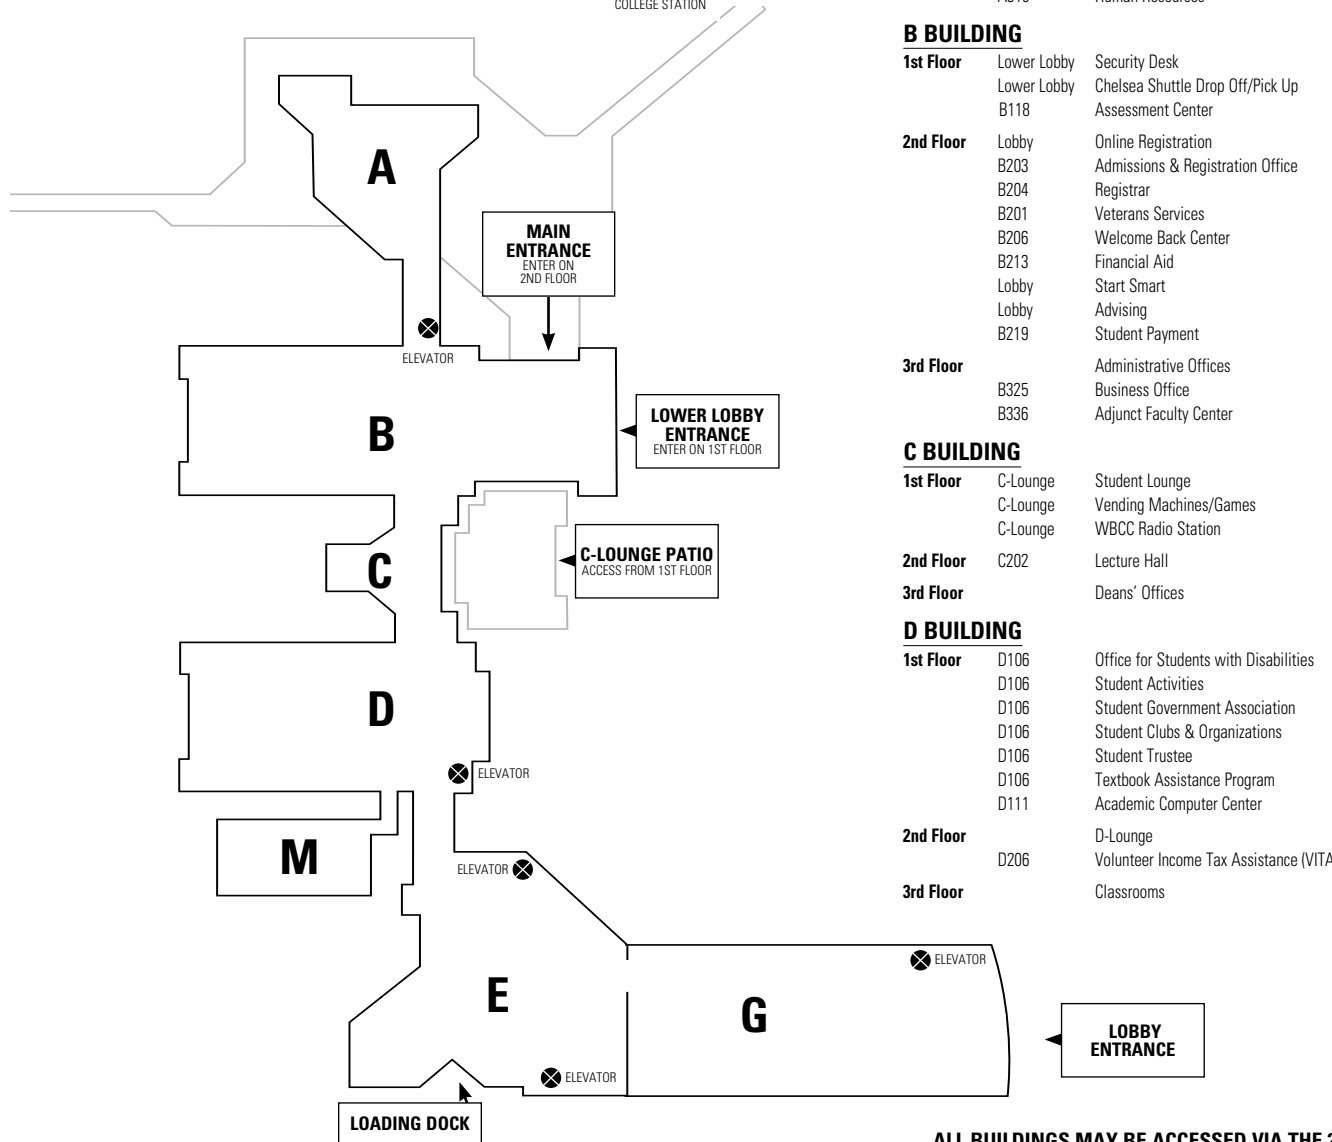 COLLEGE STATION
A
MAIN
ENTRANCE
ENTER ON
2ND FLOOR
ELEVATOR
B
LOWER LOBBY
ENTRANCE
ENTER ON 1ST FLOOR
C
C-LOUNGE PATIO
ACCESS FROM 1ST FLOOR
D
ELEVATOR
M
ELEVATOR
E
ELEVATOR
G
ELEVATOR
LOBBY
ENTRANCE
LOADING DOCK
Human Resources
B BUILDING
1st Floor Lower Lobby Security Desk
Lower Lobby Chelsea Shuttle Drop Off/Pick Up
B118 Assessment Center
2nd Floor Lobby Online Registration
B203 Admissions & Registration Office
B204 Registrar
B201 Veterans Services
B206 Welcome Back Center
B213 Financial Aid
Lobby Start Smart
Lobby Advising
B219 Student Payment
3rd Floor Administrative Offices
B325 Business Office
B336 Adjunct Faculty Center
C BUILDING
1st Floor C-Lounge Student Lounge
C-Lounge Vending Machines/Games
C-Lounge WBCC Radio Station
2nd Floor C202 Lecture Hall
3rd Floor Deans' Offices
D BUILDING
1st Floor D106 Office for Students with Disabilities
D106 Student Activities
D106 Student Government Association
D106 Student Clubs & Organizations
D106 Student Trustee
D106 Textbook Assistance Program
D111 Academic Computer Center
2nd Floor D-Lounge
D206 Volunteer Income Tax Assistance (VITA
3rd Floor Classrooms
ALL BUILDINGS MAY BE ACCESSED VIA THE 2